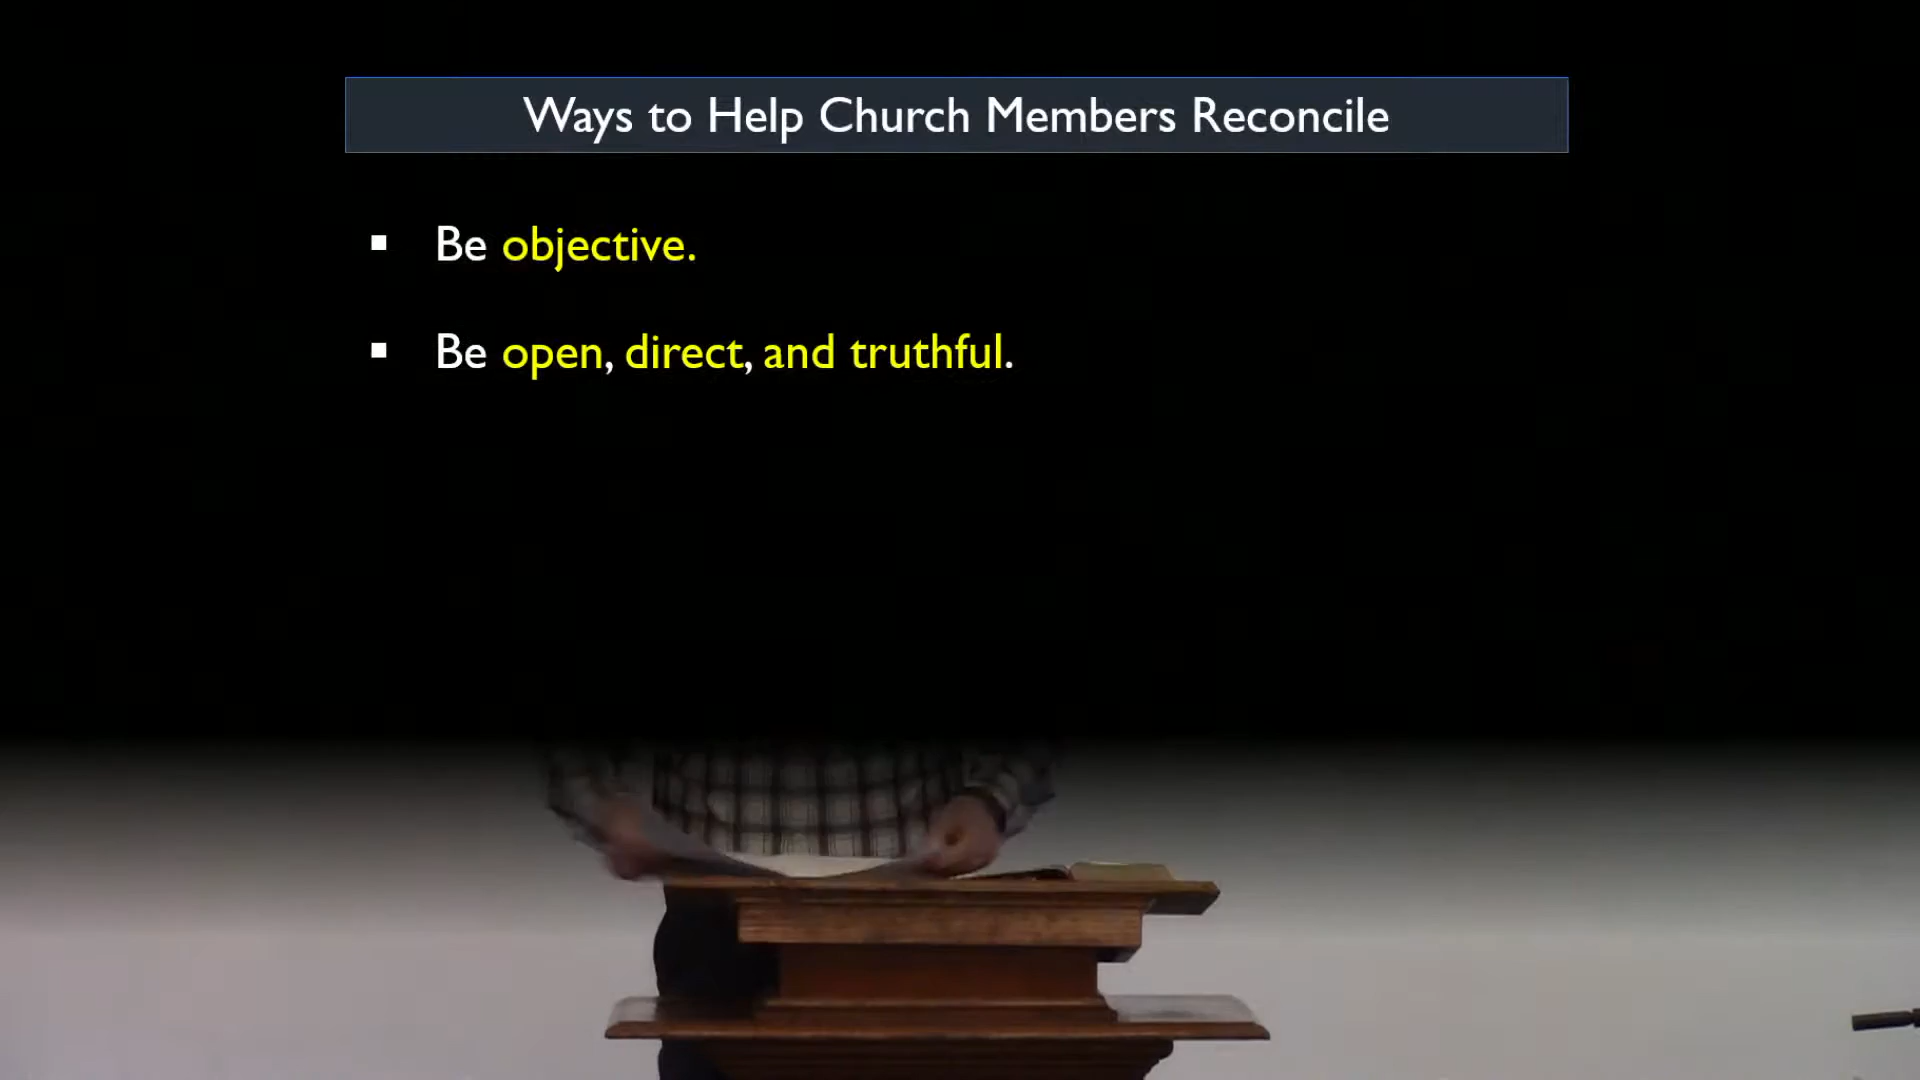 Ways to Help Church Members Reconcile
▪ Be objective.
▪ Be open, direct, and truthful.